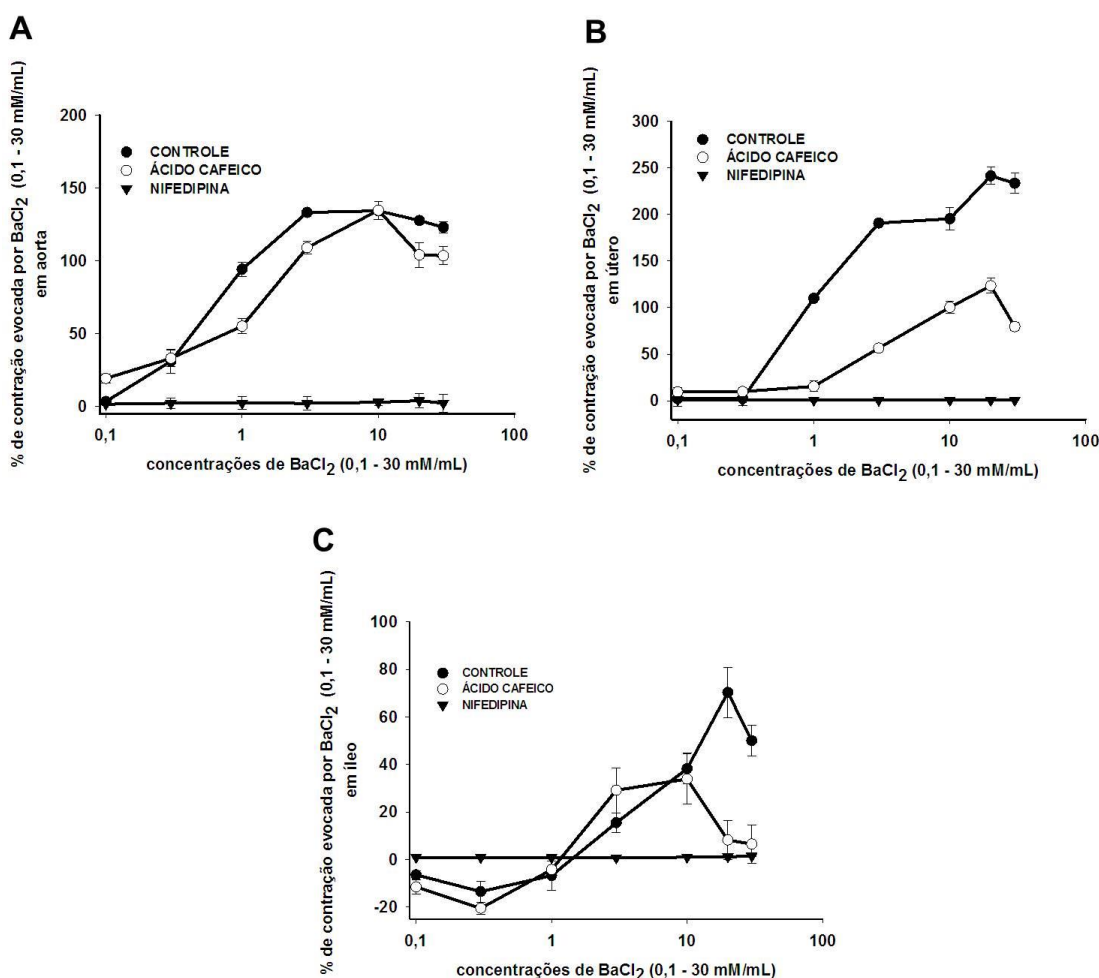 A
% de contração evocada por BaCl2 (0,1 - 30 mM/mL)
em aorta
200
150
100
50
0
CONTROLE
ÁCIDO CAFEICO
NIFEDIPINA
0,1
1
10
100
concentrações de BaCl2 (0,1 - 30 mM/mL)
B
% de contração evocada por BaCl2 (0,1 - 30 mM/mL)
em útero
300
250
200
150
100
50
0
CONTROLE
ÁCIDO CAFEICO
NIFEDIPINA
0,1
1
10
100
concentrações de BaCl2 (0,1 - 30 mM/mL)
C
% de contração evocada por BaCl2 (0,1 - 30 mM/mL)
em íleo
100
80
60
40
20
0
-20
CONTROLE
ÁCIDO CAFEICO
NIFEDIPINA
0,1
1
10
100
concentrações de BaCl2 (0,1 - 30 mM/mL)